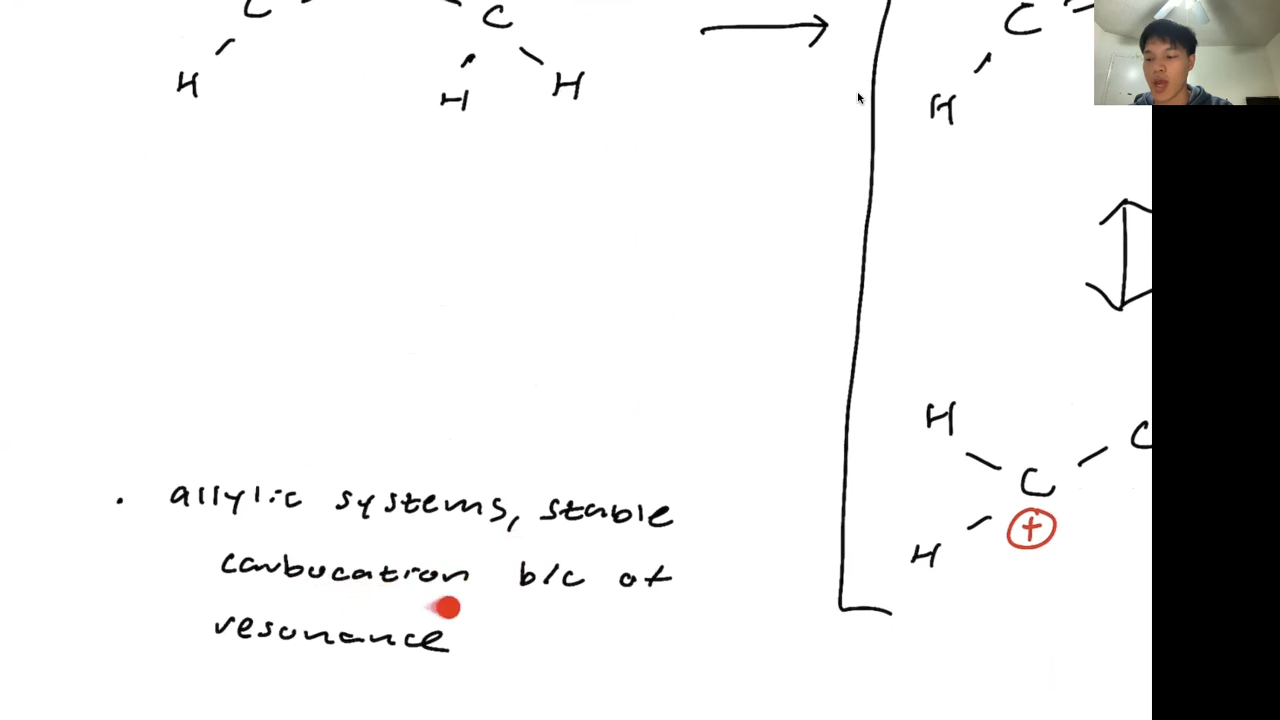 C C C
H H H H
H C
C
⊕
H
. allylic systems, stable
carbocation b/c of
resonance